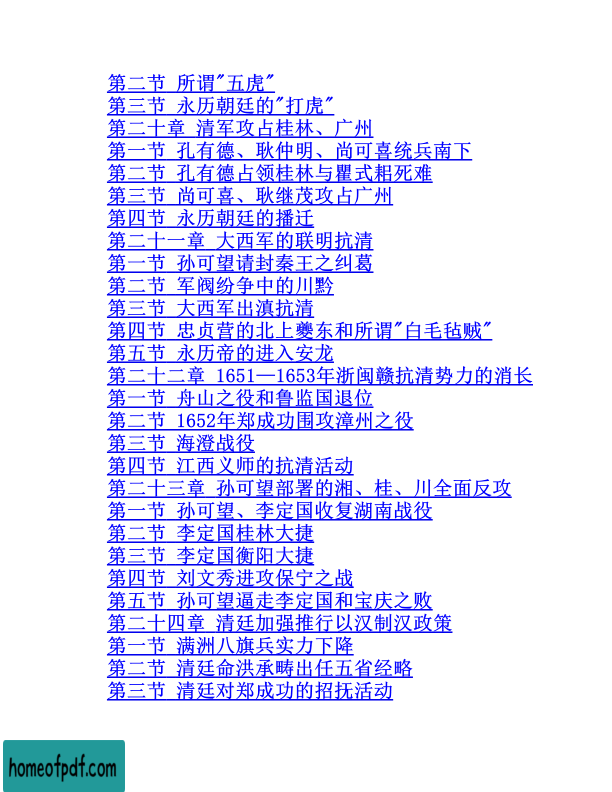 第二节 所谓"五虎"
第三节 永历朝廷的"打虎"
第二十章 清军攻占桂林、广州
第一节 孔有德、耿仲明、尚可喜统兵南下
第二节 孔有德占领桂林与瞿式耜死难
第三节 尚可喜、耿继茂攻占广州
第四节 永历朝廷的播迁
第二十一章 大西军的联明抗清
第一节 孙可望请封秦王之纠葛
第二节 军阀纷争中的川黔
第三节 大西军出滇抗清
第四节 忠贞营的北上夔东和所谓"白毛毡贼"
第五节 永历帝的进入安龙
第二十二章 1651—1653年浙闽赣抗清势力的消长
第一节 舟山之役和鲁监国退位
第二节 1652年郑成功围攻漳州之役
第三节 海澄战役
第四节 江西义师的抗清活动
第二十三章 孙可望部署的湘、桂、川全面反攻
第一节 孙可望、李定国收复湖南战役
第二节 李定国桂林大捷
第三节 李定国衡阳大捷
第四节 刘文秀进攻保宁之战
第五节 孙可望逼走李定国和宝庆之败
第二十四章 清廷加强推行以汉制汉政策
第一节 满洲八旗兵实力下降
第二节 清廷命洪承畴出任五省经略
第三节 清廷对郑成功的招抚活动
homeofpdf.com